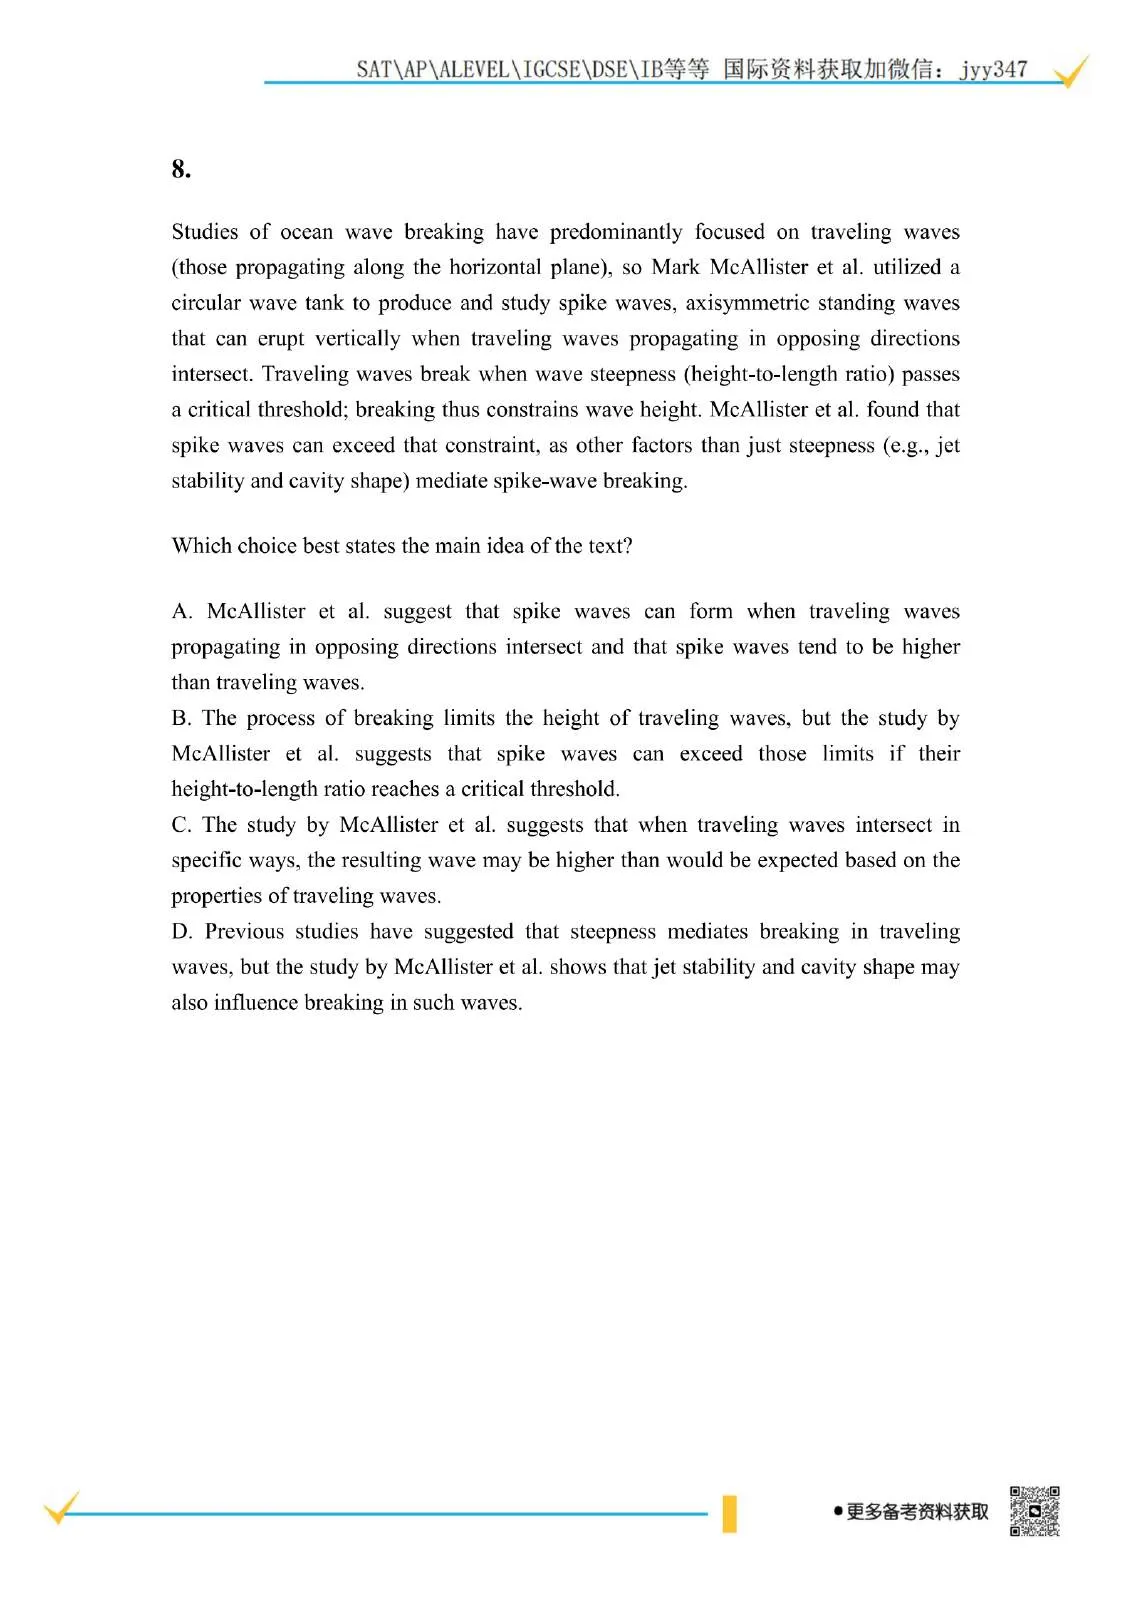 SAT\AP\ALEVEL\IGCSE\DSE\IB等等 国际资料获取加微信：jyy347
8.
Studies of ocean wave breaking have predominantly focused on traveling waves
(those propagating along the horizontal plane), so Mark McAllister et al. utilized a
circular wave tank to produce and study spike waves, axisymmetric standing waves
that can erupt vertically when traveling waves propagating in opposing directions
intersect. Traveling waves break when wave steepness (height-to-length ratio) passes
a critical threshold; breaking thus constrains wave height. McAllister et al. found that
spike waves can exceed that constraint, as other factors than just steepness (e.g., jet
stability and cavity shape) mediate spike-wave breaking.
Which choice best states the main idea of the text?
A. McAllister et al. suggest that spike waves can form when traveling waves
propagating in opposing directions intersect and that spike waves tend to be higher
than traveling waves.
B. The process of breaking limits the height of traveling waves, but the study by
McAllister et al. suggests that spike waves can exceed those limits if their
height-to-length ratio reaches a critical threshold.
C. The study by McAllister et al. suggests that when traveling waves intersect in
specific ways, the resulting wave may be higher than would be expected based on the
properties of traveling waves.
D. Previous studies have suggested that steepness mediates breaking in traveling
waves, but the study by McAllister et al. shows that jet stability and cavity shape may
also influence breaking in such waves.
•更多备考资料获取